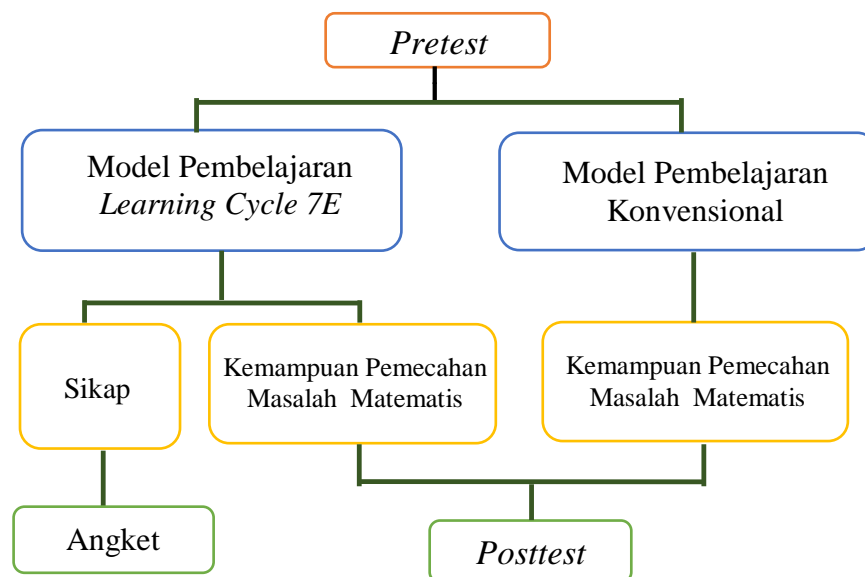 Pretest
Model Pembelajaran
Learning Cycle 7E
Model Pembelajaran
Konvensional
Sikap
Kemampuan Pemecahan
Masalah Matematis
Kemampuan Pemecahan
Masalah Matematis
Angket
Posttest